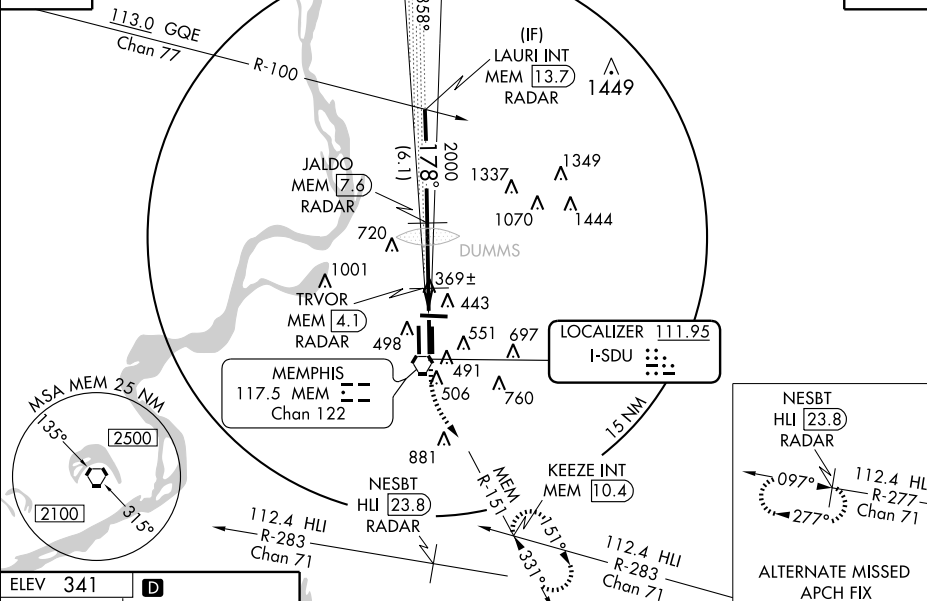 113.0 GQE
Chan 77
R-100
358°
(IF)
LAURI INT
MEM 13.7
RADAR
1449
2000
178°
(6.1)
JALDO
MEM 7.6
RADAR
1337
1349
1070
1444
720
DUMMS
1001
369±
TRVOR
MEM 4.1
RADAR
443
498
551
697
491
506
760
LOCALIZER 111.95
I-SDU
MEMPHIS
117.5 MEM
Chan 122
881
15 NM
MSA MEM 25 NM
135°
2500
2100
315°
NESBT
HLI 23.8
RADAR
112.4 HLI
R-283
Chan 71
MEM
R-151
KEEZE INT
MEM 10.4
151°
331°
112.4 HLI
R-283
Chan 71
NESBT
HLI 23.8
RADAR
097°
277°
112.4 HL
R-277
Chan 71
ALTERNATE MISSED
APCH FIX
ELEV 341
D